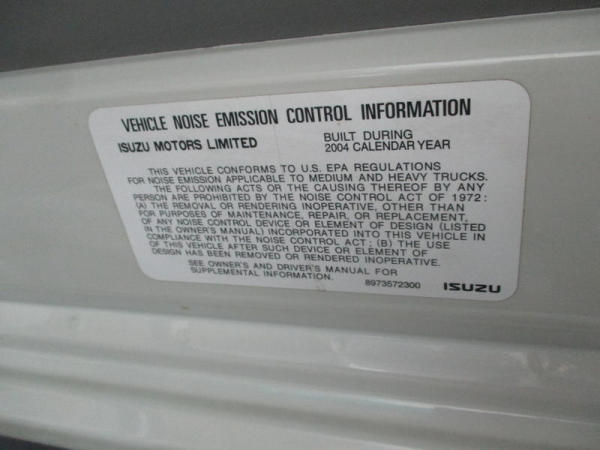 VEHICLE NOISE EMISSION CONTROL INFORMATION
ISUZU MOTORS LIMITED
BUILT DURING
2004 CALENDAR YEAR
THIS VEHICLE CONFORMS TO U.S. EPA REGULATIONS
FOR NOISE EMISSION APPLICABLE TO MEDIUM AND HEAVY TRUCKS.
THE FOLLOWING ACTS OR THE CAUSING THEREOF BY ANY
PERSON ARE PROHIBITED BY THE NOISE CONTROL ACT OF 1972:
(A) THE REMOVAL OR RENDERING INOPERATIVE, OTHER THAN
FOR PURPOSES OF MAINTENANCE, REPAIR, OR REPLACEMENT,
OF ANY NOISE CONTROL DEVICE OR ELEMENT OF DESIGN (LISTED
IN THE OWNER'S MANUAL) INCORPORATED INTO THIS VEHICLE IN
COMPLIANCE WITH THE NOISE CONTROL ACT; (B) THE USE
OF THIS VEHICLE AFTER SUCH DEVICE OR ELEMENT OF
DESIGN HAS BEEN REMOVED OR RENDERED INOPERATIVE.
SEE OWNER'S AND DRIVER'S MANUAL FOR
SUPPLEMENTAL INFORMATION.
8973572300 ISUZU